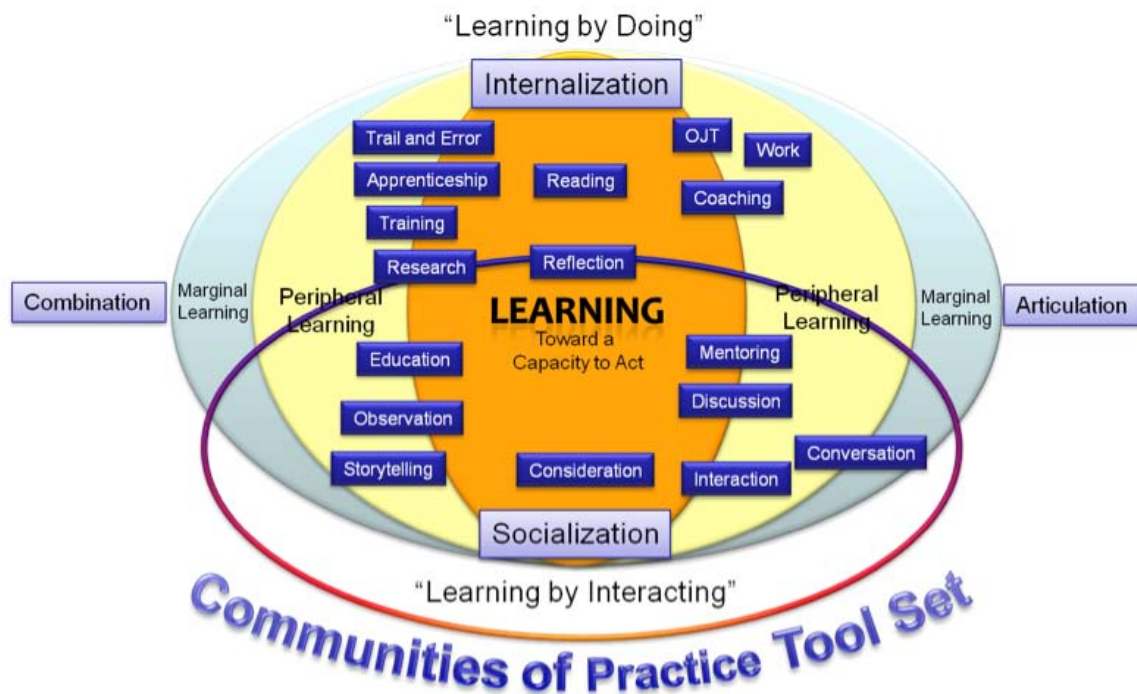 “Learning by Doing”
Internalization
Trail and Error
OJT
Work
Apprenticeship
Reading
Coaching
Training
Research
Reflection
Combination
Marginal
Learning
Peripheral
Learning
LEARNING
Toward a
Capacity to Act
Peripheral
Learning
Marginal
Learning
Articulation
Education
Mentoring
Discussion
Observation
Conversation
Storytelling
Consideration
Interaction
Socialization
“Learning by Interacting”
Communities of Practice Tool Set